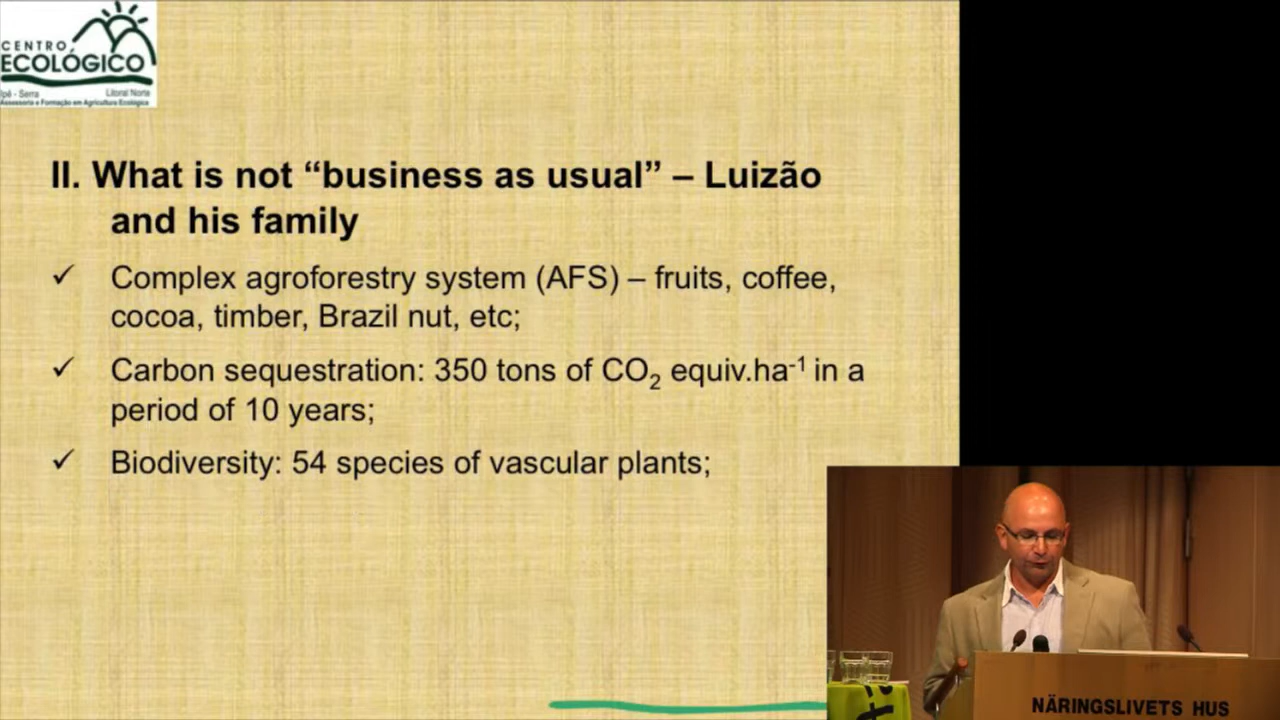 CENTRO
ECOLÓGICO
Ipê - Serra Litoral Norte
Assessoria e Formação em Agricultura Ecológica
II. What is not “business as usual” – Luizão
and his family
✓ Complex agroforestry system (AFS) – fruits, coffee,
cocoa, timber, Brazil nut, etc;
✓ Carbon sequestration: 350 tons of CO₂ equiv.ha⁻¹ in a
period of 10 years;
✓ Biodiversity: 54 species of vascular plants;
NÄRINGSLIVETS HUS